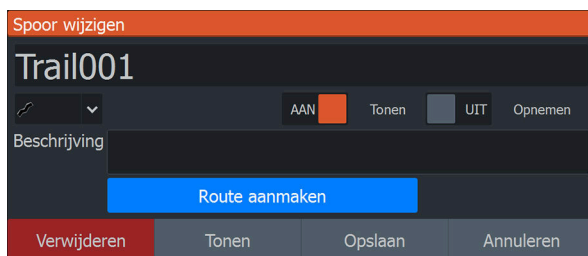 Spoor wijzigen
Trail001
AAN Tonen UIT Opnemen
Beschrijving
Route aanmaken
Verwijderen Tonen Opslaan Annuleren